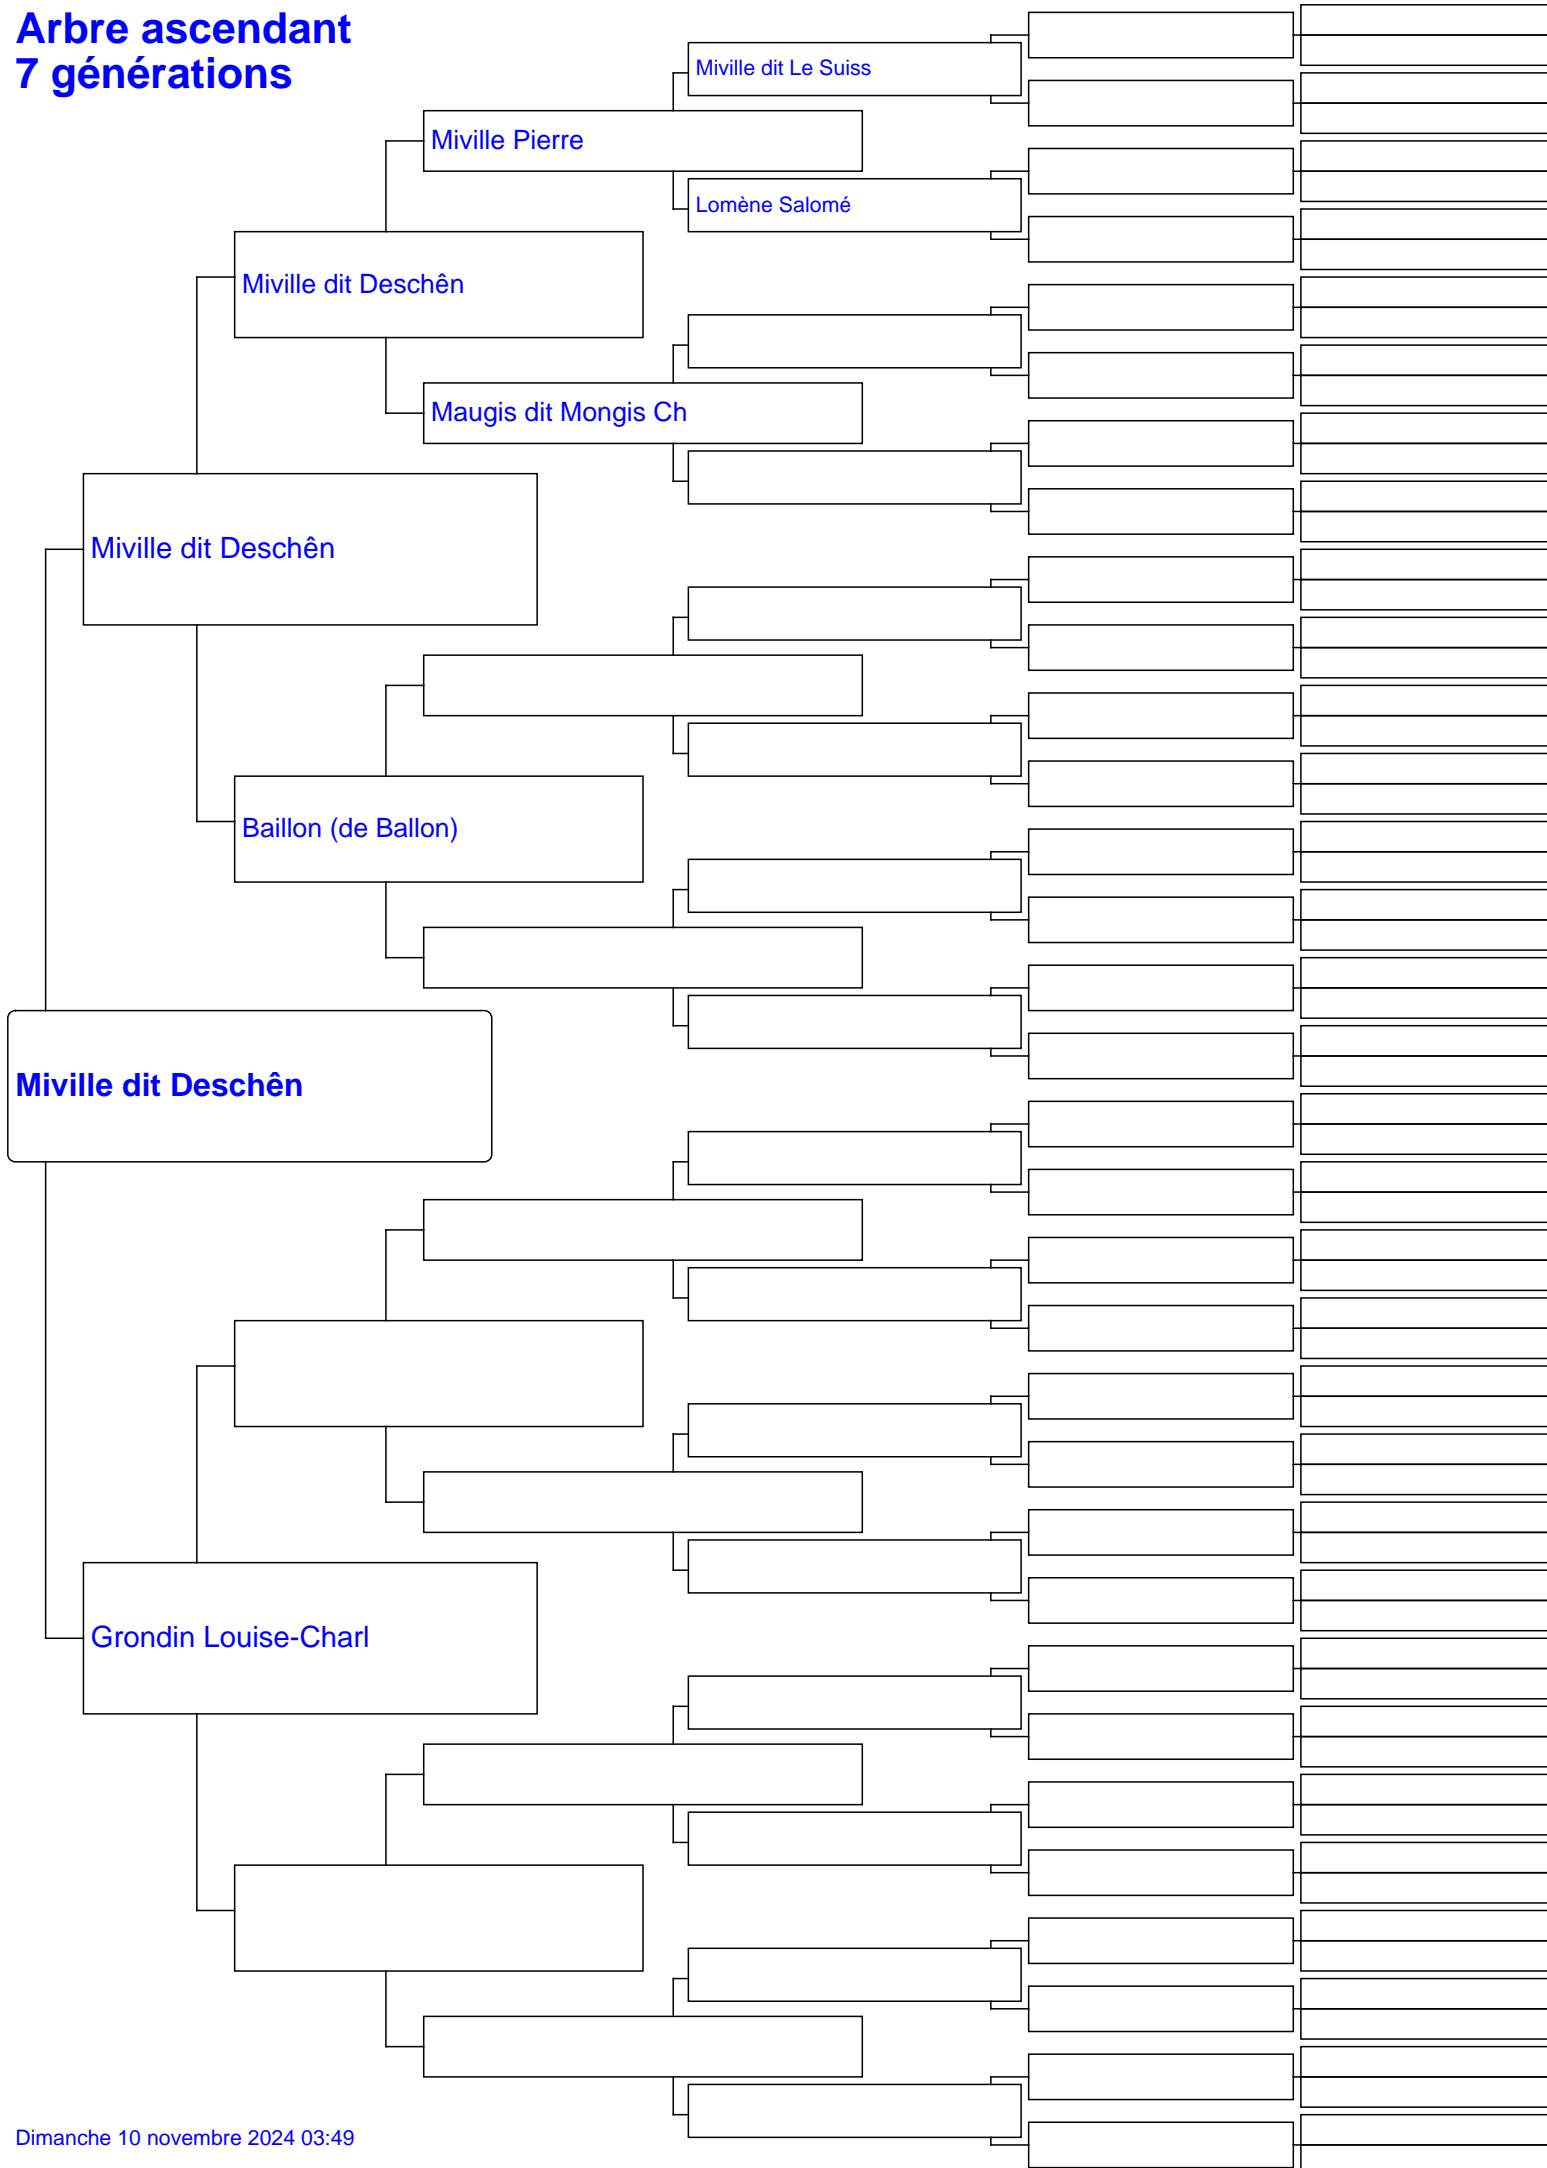 Arbre ascendant
7 générations
Miville dit Le Suiss
Miville Pierre
Lomène Salomé
Miville dit Deschên
Maugis dit Mongis Ch
Miville dit Deschên
Baillon (de Ballon)
Miville dit Deschên
Grondin Louise-Charl
Dimanche 10 novembre 2024 03:49